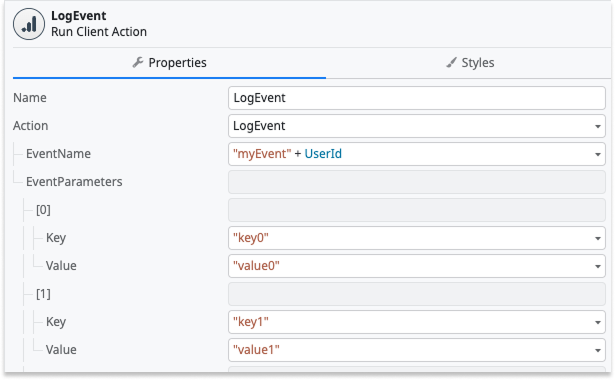 LogEvent
Run Client Action
Properties
Styles
Name
LogEvent
Action
LogEvent
EventName
"myEvent" + UserId
EventParameters
[0]
Key
"key0"
Value
"value0"
[1]
Key
"key1"
Value
"value1"